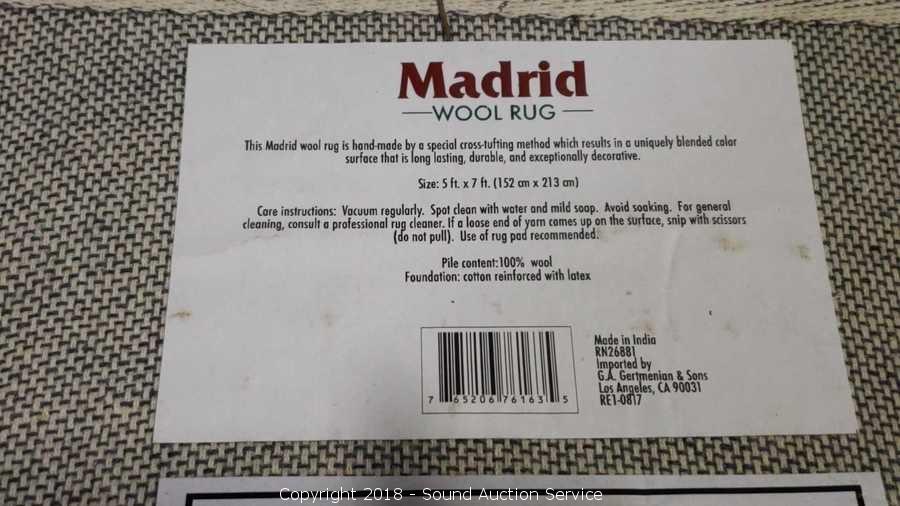 Madrid
WOOL RUG
This Madrid wool rug is hand-made by a special cross-tufting method which results in a uniquely blended color
surface that is long lasting, durable, and exceptionally decorative.
Size: 5 ft. x 7 ft. (152 cm x 213 cm)
Care instructions: Vacuum regularly. Spot clean with water and mild soap. Avoid soaking. For general
cleaning, consult a professional rug cleaner. If a loose end of yarn comes up on the surface, snip with scissors
(do not pull). Use of rug pad recommended.
Pile content:100% wool
Foundation: cotton reinforced with latex
7 65206 76163 5
Made in India
RN26881
Imported by
G.A. Gertmenian & Sons
Los Angeles, CA 90031
RE1-0817
Copyright 2018 - Sound Auction Service